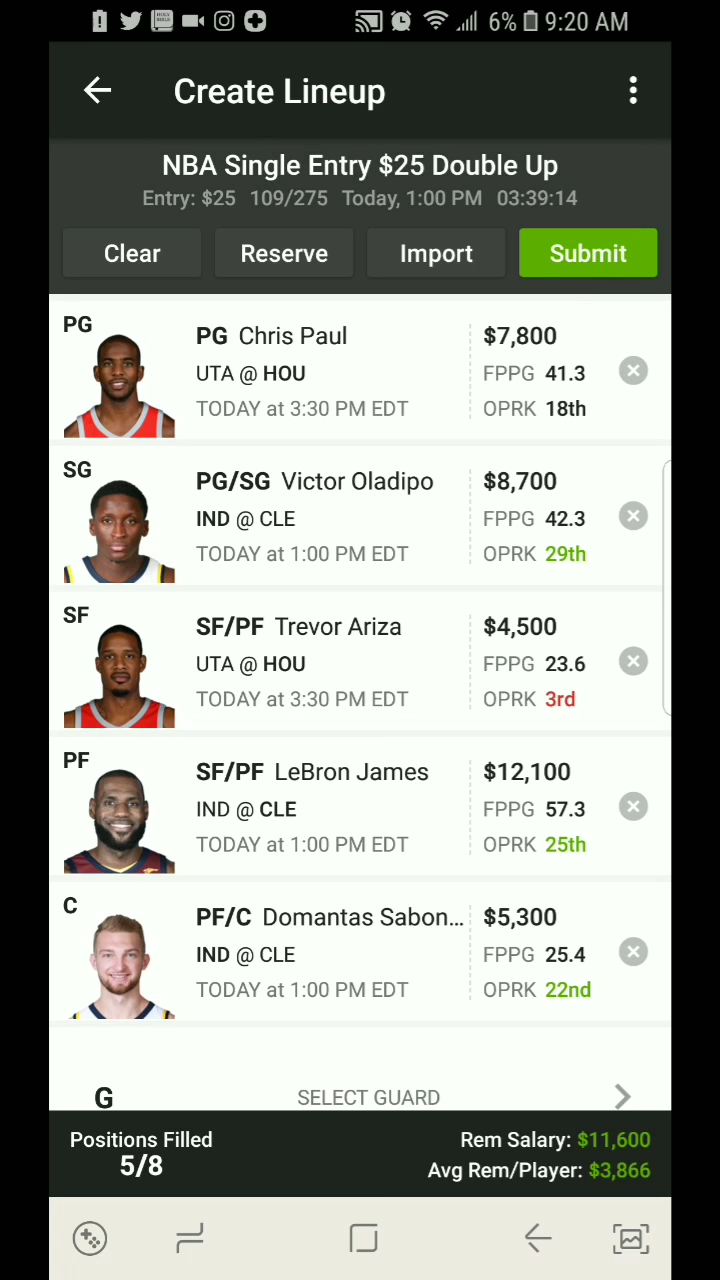 6% 9:20 AM
Create Lineup
NBA Single Entry $25 Double Up
Entry: $25 109/275 Today, 1:00 PM 03:39:14
Clear Reserve Import Submit
PG
PG Chris Paul $7,800
UTA @ HOU FPPG 41.3
TODAY at 3:30 PM EDT OPRK 18th
SG
PG/SG Victor Oladipo $8,700
IND @ CLE FPPG 42.3
TODAY at 1:00 PM EDT OPRK 29th
SF
SF/PF Trevor Ariza $4,500
UTA @ HOU FPPG 23.6
TODAY at 3:30 PM EDT OPRK 3rd
PF
SF/PF LeBron James $12,100
IND @ CLE FPPG 57.3
TODAY at 1:00 PM EDT OPRK 25th
C
PF/C Domantas Sabon... $5,300
IND @ CLE FPPG 25.4
TODAY at 1:00 PM EDT OPRK 22nd
G SELECT GUARD
Positions Filled Rem Salary: $11,600
5/8 Avg Rem/Player: $3,866